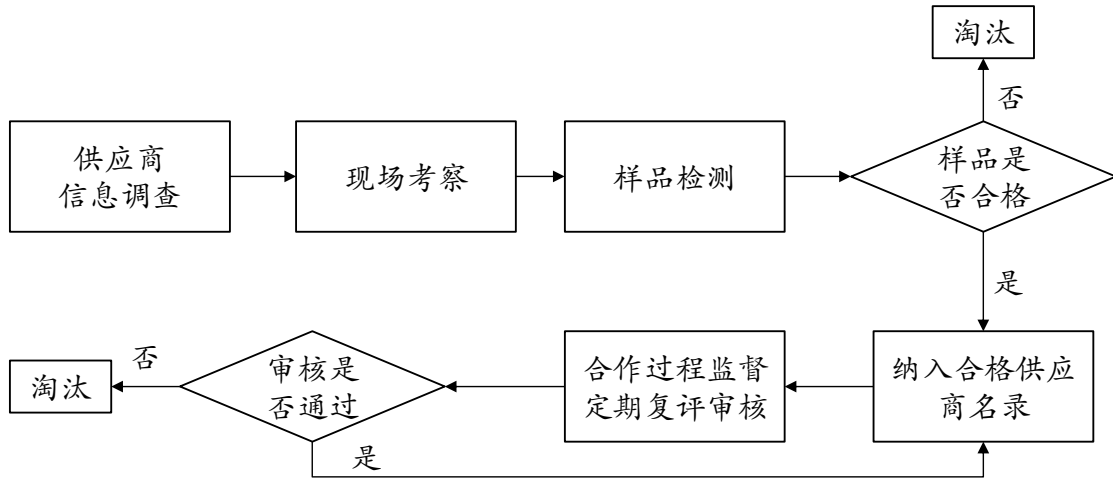 淘汰
否
供应商
信息调查
现场考察
样品检测
样品是
否合格
是
否
淘汰
审核是
否通过
合作过程监督
定期复评审核
纳入合格供应
商名录
是